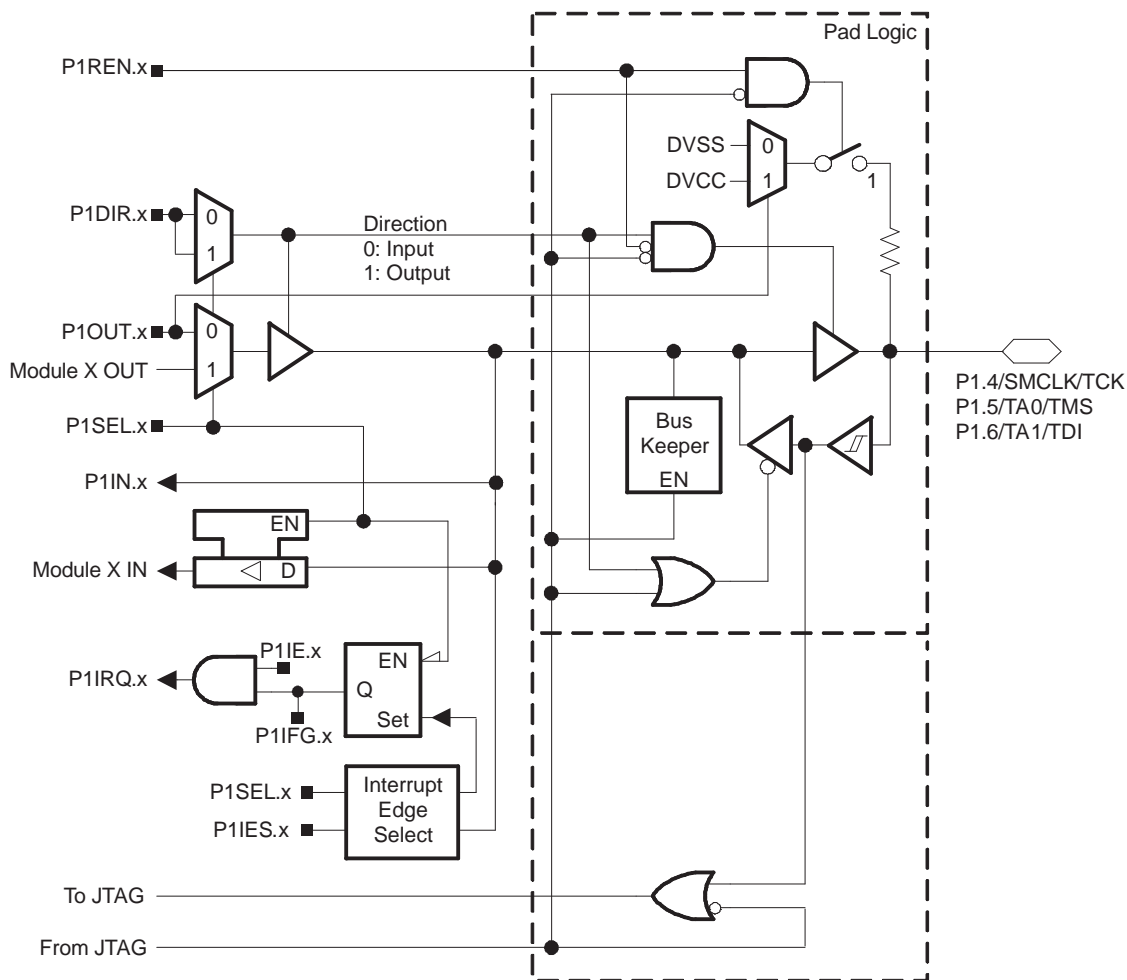 Pad Logic
P1REN.x
DVSS
0
DVCC
1
1
P1DIR.x
0
1
Direction
0: Input
1: Output
P1OUT.x
0
Module X OUT
1
P1.4/SMCLK/TCK
P1.5/TA0/TMS
P1.6/TA1/TDI
P1SEL.x
Bus
Keeper
EN
P1IN.x
EN
Module X IN
D
P1IE.x
EN
P1IRQ.x
Q
Set
P1IFG.x
P1SEL.x
P1IES.x
Interrupt
Edge
Select
To JTAG
From JTAG